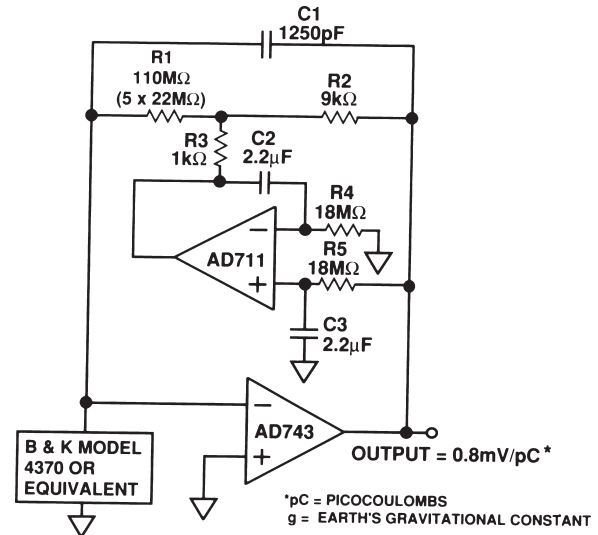 C1
1250pF
R1
110MΩ
(5 x 22MΩ)
R2
9kΩ
R3
1kΩ
C2
2.2µF
R4
18MΩ
R5
18MΩ
–
+
AD711
C3
2.2µF
–
+
AD743
B & K MODEL
4370 OR
EQUIVALENT
OUTPUT = 0.8mV/pC*
*pC = PICOCOULOMBS
g = EARTH'S GRAVITATIONAL CONSTANT